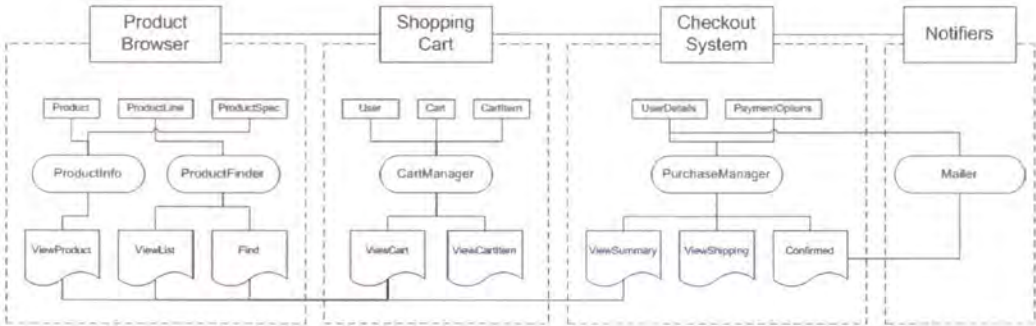 Product
Browser
Shopping
Cart
Checkout
System
Notifiers
Product
ProductLine
ProductSpec
User
Cart
CartItem
UserDetails
PaymentOptions
ProductInfo
ProductFinder
CartManager
PurchaseManager
Mailer
ViewProduct
ViewList
Find
ViewCart
ViewCartItem
ViewSummary
ViewShipping
Confirmed